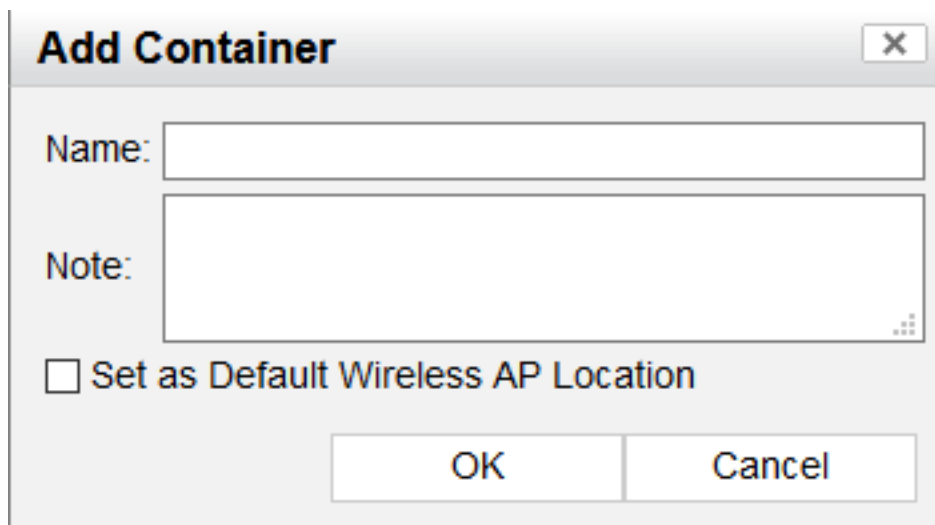 Add Container
Name:
Note:
Set as Default Wireless AP Location
OK Cancel